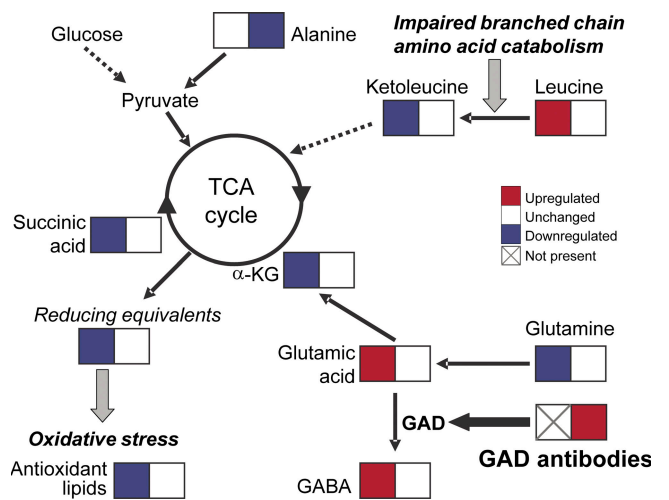 Glucose
Alanine
Impaired branched chain
amino acid catabolism
Pyruvate
Ketoleucine
Leucine
TCA
cycle
Upregulated
Unchanged
Downregulated
Not present
Succinic
acid
α-KG
Reducing equivalents
Glutamic
acid
Glutamine
Oxidative stress
GAD
GAD antibodies
Antioxidant
lipids
GABA